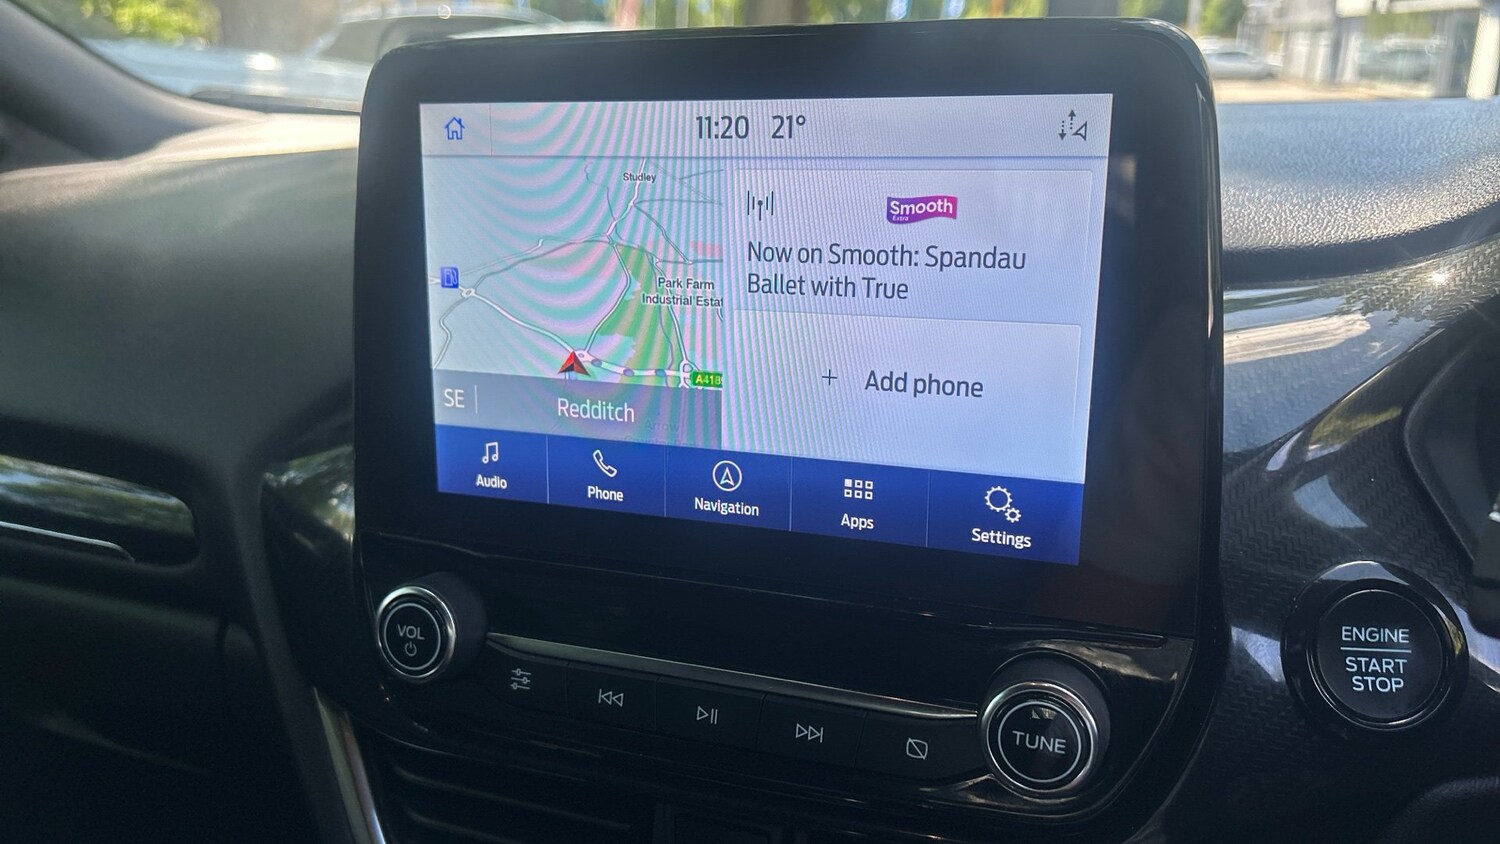 11:20 21°
Studley
Smooth
Extra
Now on Smooth: Spandau
Ballet with True
Park Farm
Industrial Estat
A418
+ Add phone
SE
Redditch
Audio
Phone
Navigation
Apps
Settings
VOL
TUNE
ENGINE
START
STOP